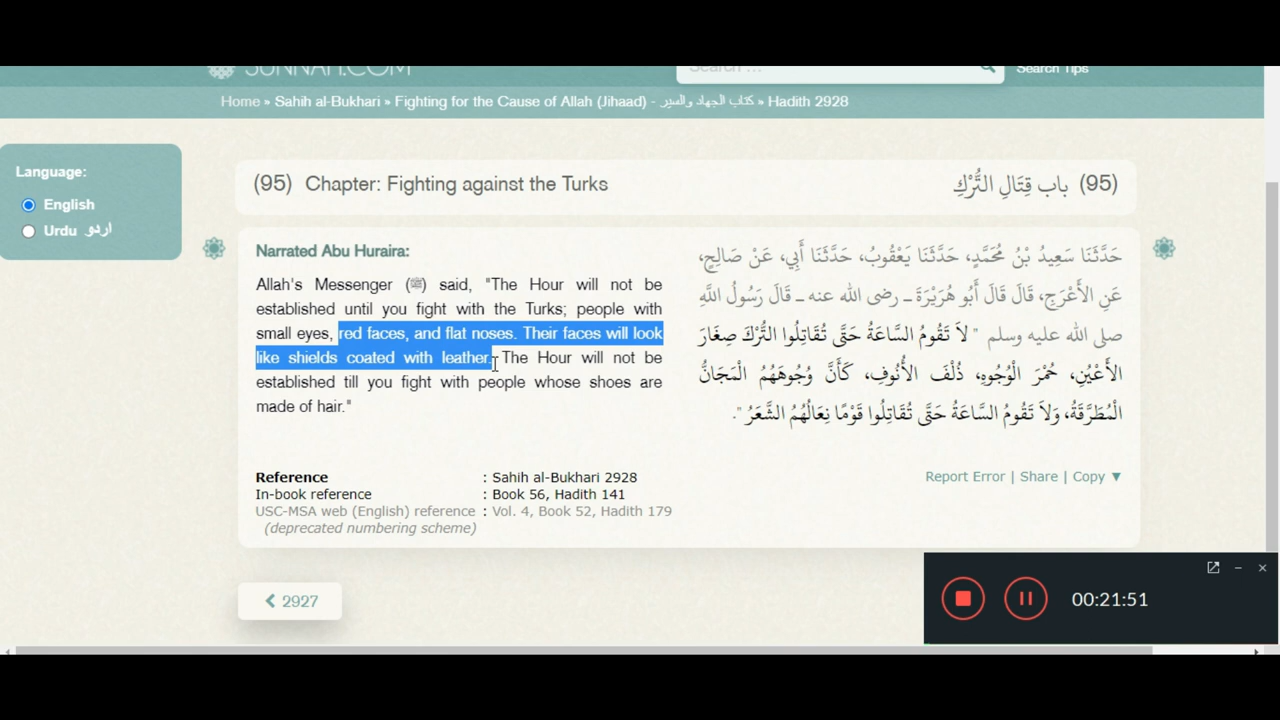 SUNNAH.COM
Search ...
Search Tips
Home » Sahih al-Bukhari » Fighting for the Cause of Allah (Jihaad) - كتاب الجهاد والسير » Hadith 2928
Language:
English
Urdu اردو
(95) Chapter: Fighting against the Turks
(95) باب قِتَالِ التُّرْكِ
Narrated Abu Huraira:
Allah's Messenger (ﷺ) said, "The Hour will not be
established until you fight with the Turks; people with
small eyes, red faces, and flat noses. Their faces will look
like shields coated with leather. The Hour will not be
established till you fight with people whose shoes are
made of hair."
حَدَّثَنَا سَعِيدُ بْنُ مُحَمَّدٍ، حَدَّثَنَا يَعْقُوبُ، حَدَّثَنَا أَبِي، عَنْ صَالِحٍ،
عَنِ الأَعْرَجِ، قَالَ قَالَ أَبُو هُرَيْرَةَ ـ رضى الله عنه ـ قَالَ رَسُولُ اللَّهِ
صلى الله عليه وسلم ‏"‏ لاَ تَقُومُ السَّاعَةُ حَتَّى تُقَاتِلُوا التُّرْكَ صِغَارَ
الأَعْيُنِ، حُمْرَ الْوُجُوهِ، ذُلْفَ الأُنُوفِ، كَأَنَّ وُجُوهَهُمُ الْمَجَانُّ
الْمُطَرَّقَةُ، وَلاَ تَقُومُ السَّاعَةُ حَتَّى تُقَاتِلُوا قَوْمًا نِعَالُهُمُ الشَّعَرُ ‏"‏‏.‏
Reference : Sahih al-Bukhari 2928
In-book reference : Book 56, Hadith 141
USC-MSA web (English) reference : Vol. 4, Book 52, Hadith 179
(deprecated numbering scheme)
Report Error | Share | Copy ▼
2927
00:21:51